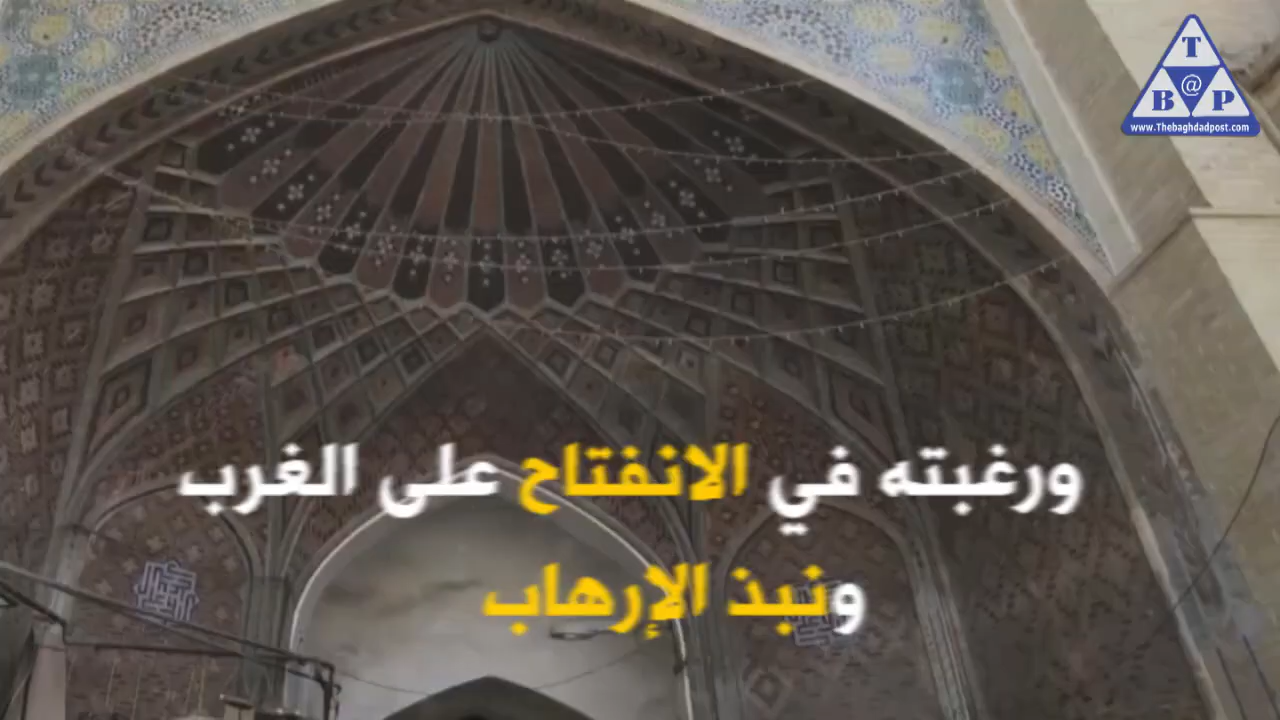 T
@
B P
www.Thebaghdadpost.com
ورغبته في الانفتاح على الغرب
ونبذ الإرهاب